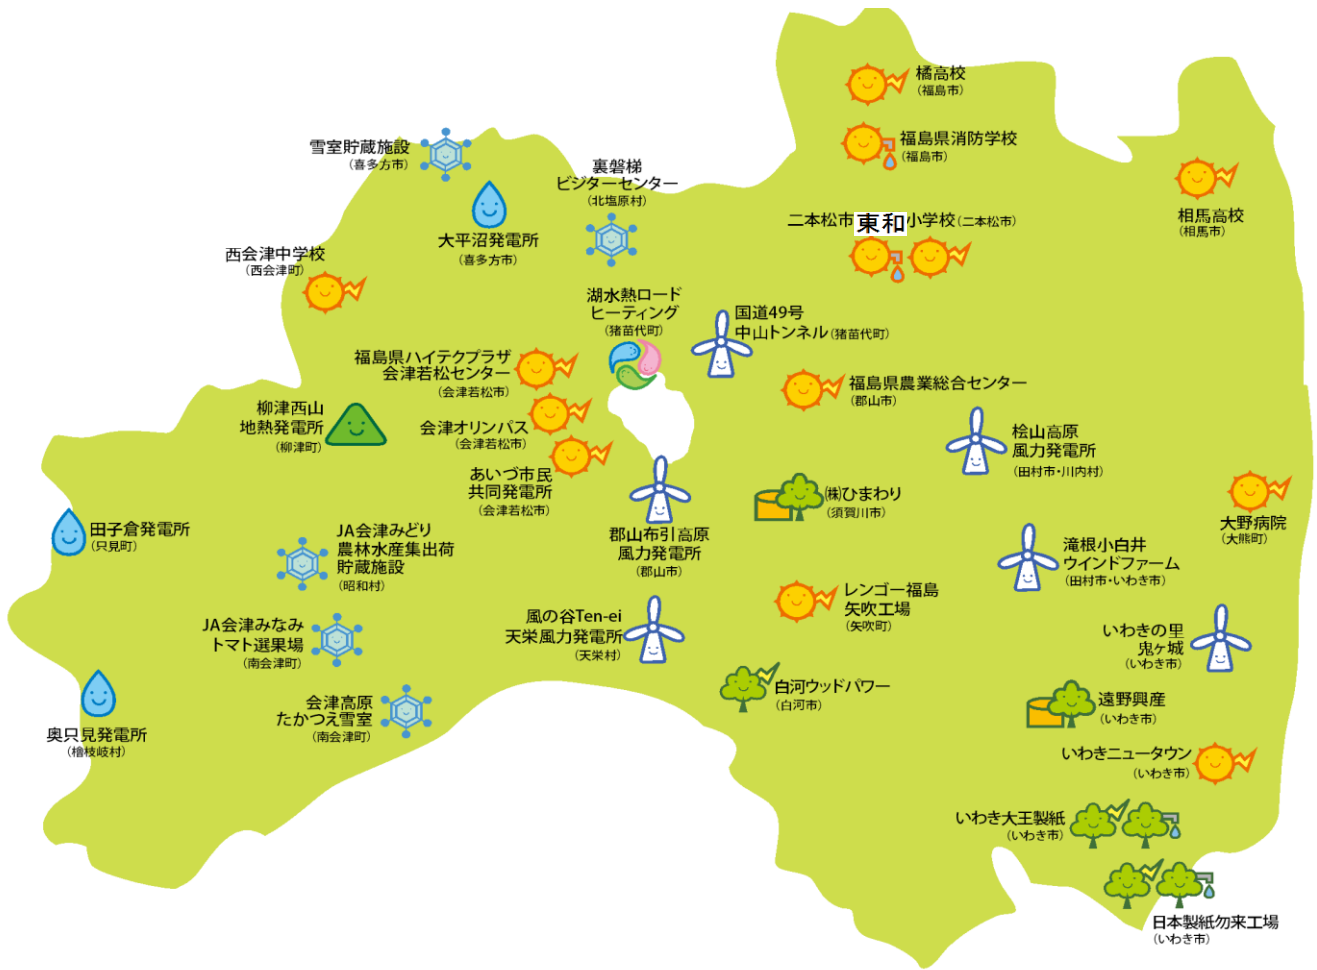 橘高校
（福島市）
福島県消防学校
（福島市）
雪室貯蔵施設
（喜多方市）
裏磐梯
ビジターセンター
（北塩原村）
相馬高校
（相馬市）
二本松市東和小学校（二本松市）
大平沼発電所
（喜多方市）
西会津中学校
（西会津町）
湖水熱ロード
ヒーティング
（猪苗代町）
国道49号
中山トンネル（猪苗代町）
福島県ハイテクプラザ
会津若松センター
（会津若松市）
福島県農業総合センター
（郡山市）
柳津西山
地熱発電所
（柳津町）
会津オリンパス
（会津若松市）
桧山高原
風力発電所
（田村市・川内村）
あいづ市民
共同発電所
（会津若松市）
㈱ひまわり
（須賀川市）
大野病院
（大熊町）
田子倉発電所
（只見町）
JA会津みどり
農林水産集出荷
貯蔵施設
（昭和村）
郡山布引高原
風力発電所
（郡山市）
滝根小白井
ウインドファーム
（田村市・いわき市）
レンゴー福島
矢吹工場
（矢吹町）
JA会津みなみ
トマト選果場
（南会津町）
風の谷Ten-ei
天栄風力発電所
（天栄村）
いわきの里
鬼ヶ城
（いわき市）
白河ウッドパワー
（白河市）
会津高原
たかつえ雪室
（南会津町）
遠野興産
（いわき市）
奥只見発電所
（檜枝岐村）
いわきニュータウン
（いわき市）
いわき大王製紙
（いわき市）
日本製紙勿来工場
（いわき市）